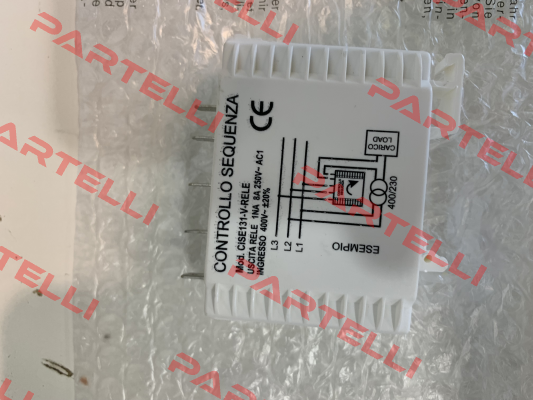 CONTROLLO SEQUENZA
CE
Mod. CISE131-V-RELE
USCITA RELE 1NA 8A 250V~ AC1
INGRESSO 400V~ ±20%
L3
L2
L1
ESEMPIO
CARICO
LOAD
400/230
PARTELLI
PARTELLI
PARTELLI
PARTELLI
PARTELLI
PARTELLI